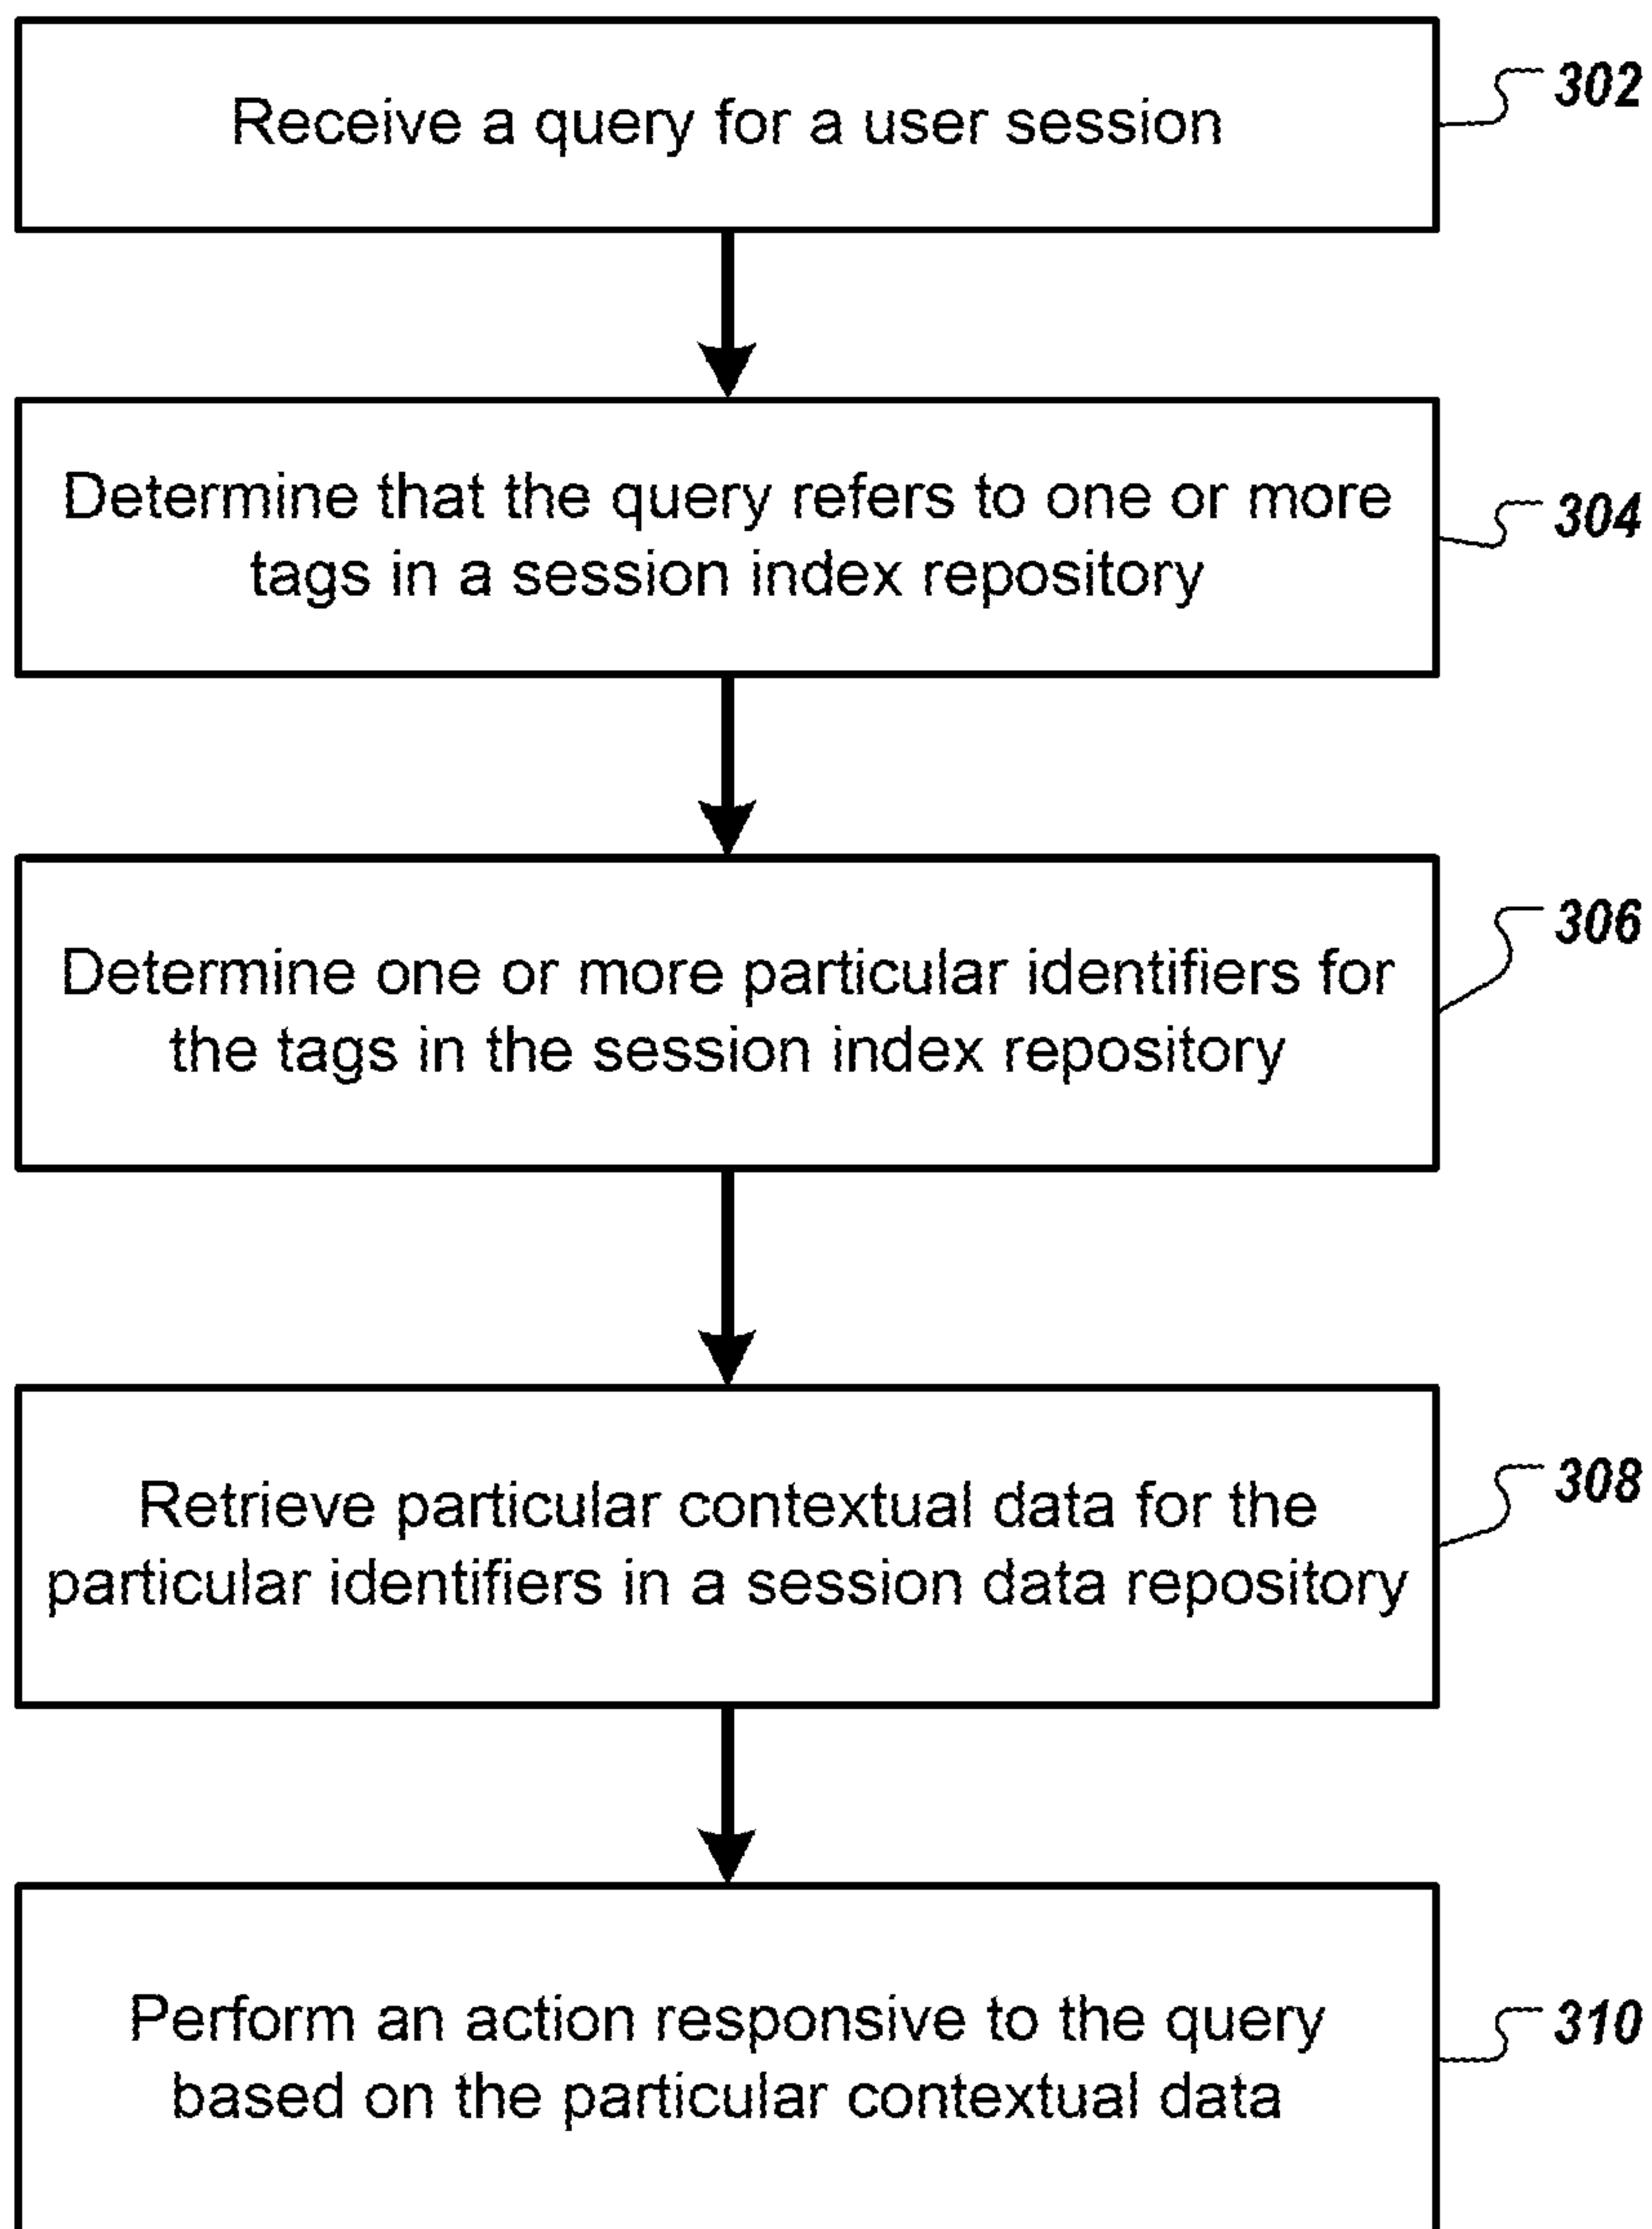 Receive a query for a user session
302
Determine that the query refers to one or more
tags in a session index repository
304
Determine one or more particular identifiers for
the tags in the session index repository
306
Retrieve particular contextual data for the
particular identifiers in a session data repository
308
Perform an action responsive to the query
based on the particular contextual data
310